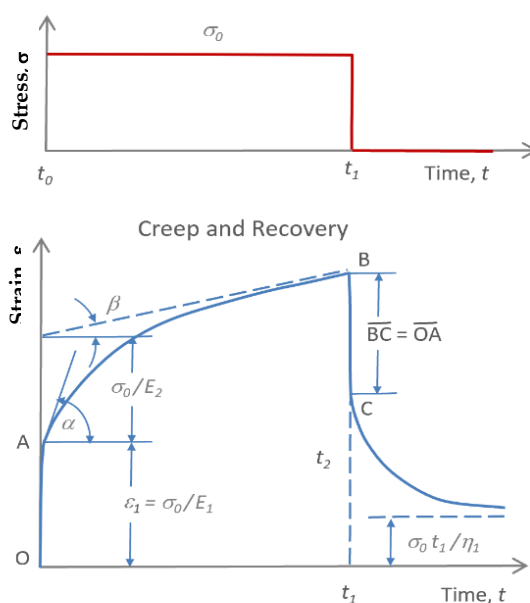 Stress, σ
σ₀
t₀
t₁
Time, t
Creep and Recovery
Strain, ε
B
β
BC = OA
σ₀/E₂
α
C
A
t₂
ε₁ = σ₀/E₁
σ₀ t₁/η₁
O
t₁
Time, t